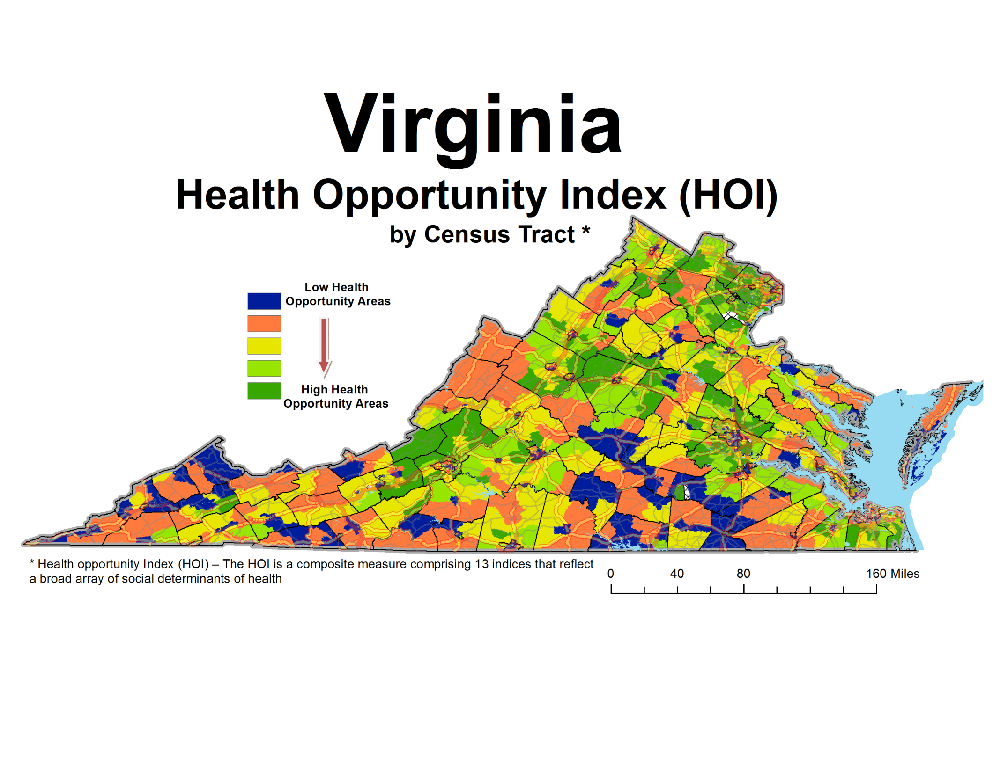 Virginia
Health Opportunity Index (HOI)
by Census Tract *
Low Health
Opportunity Areas
High Health
Opportunity Areas
* Health opportunity Index (HOI) – The HOI is a composite measure comprising 13 indices that reflect
a broad array of social determinants of health
0 40 80 160 Miles